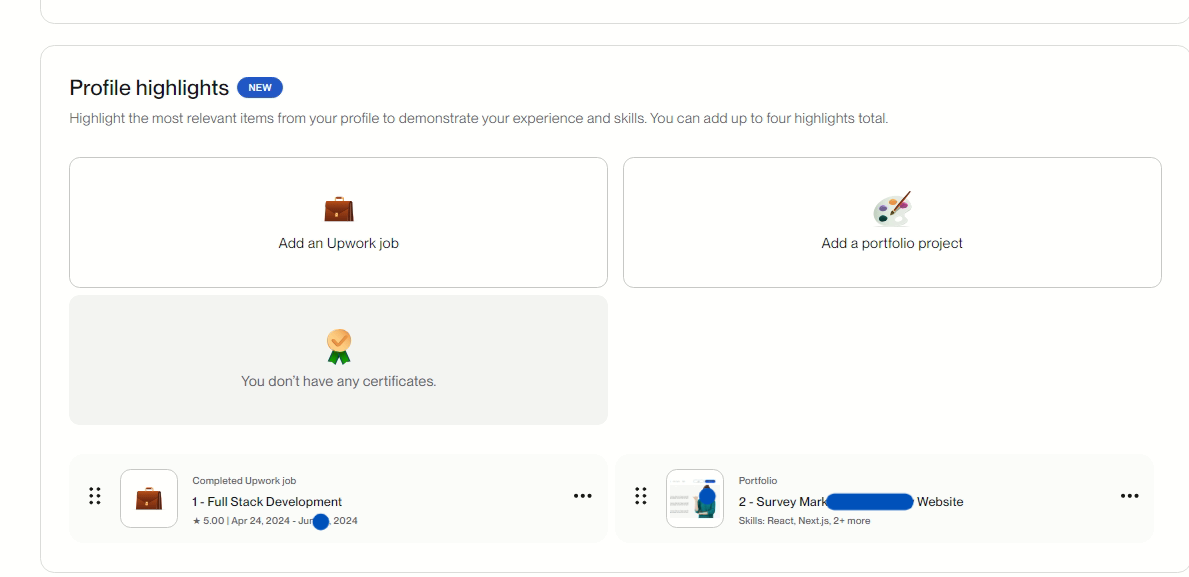 Profile highlights NEW
Highlight the most relevant items from your profile to demonstrate your experience and skills. You can add up to four highlights total.
Add an Upwork job
Add a portfolio project
You don't have any certificates.
Completed Upwork job
1 - Full Stack Development
★ 5.00 | Apr 24, 2024 - Jun , 2024
Portfolio
2 - Survey Mark Website
Skills: React, Next.js, 2+ more